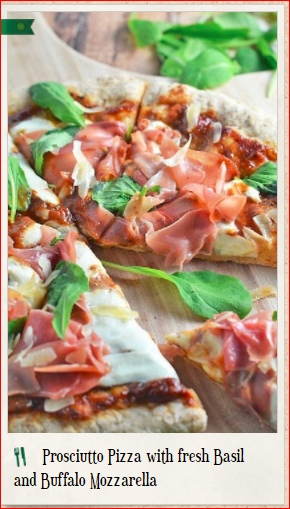 Prosciutto Pizza with fresh Basil
and Buffalo Mozzarella